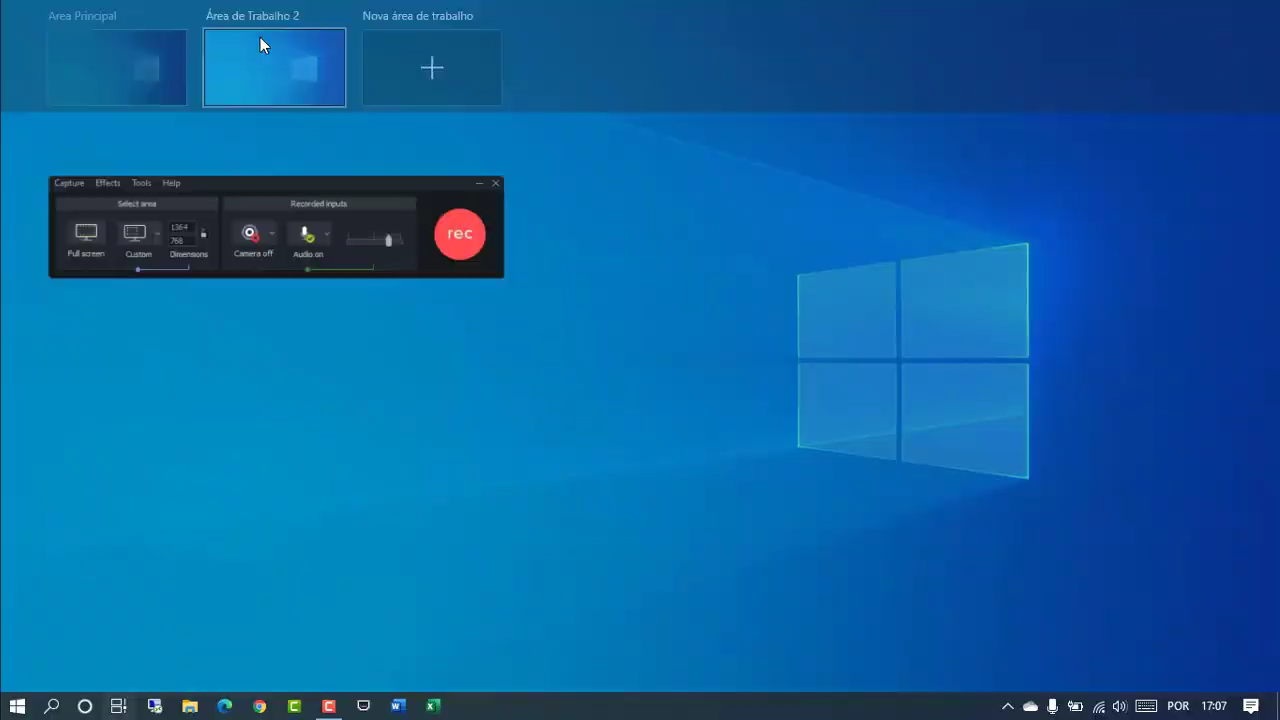 Area Principal
Área de Trabalho 2
Nova área de trabalho
Capture Effects Tools Help
Select area
Recorded inputs
1364
768
rec
Full screen
Custom
Dimensions
Camera off
Audio on
POR
17:07